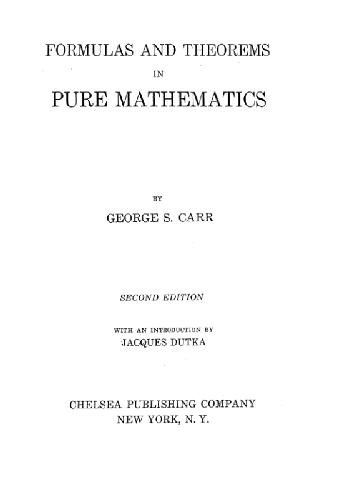 FORMULAS AND THEOREMS
IN
PURE MATHEMATICS
BY
GEORGE S. CARR
SECOND EDITION
WITH AN INTRODUCTION BY
JACQUES DUTKA
CHELSEA PUBLISHING COMPANY
NEW YORK, N. Y.